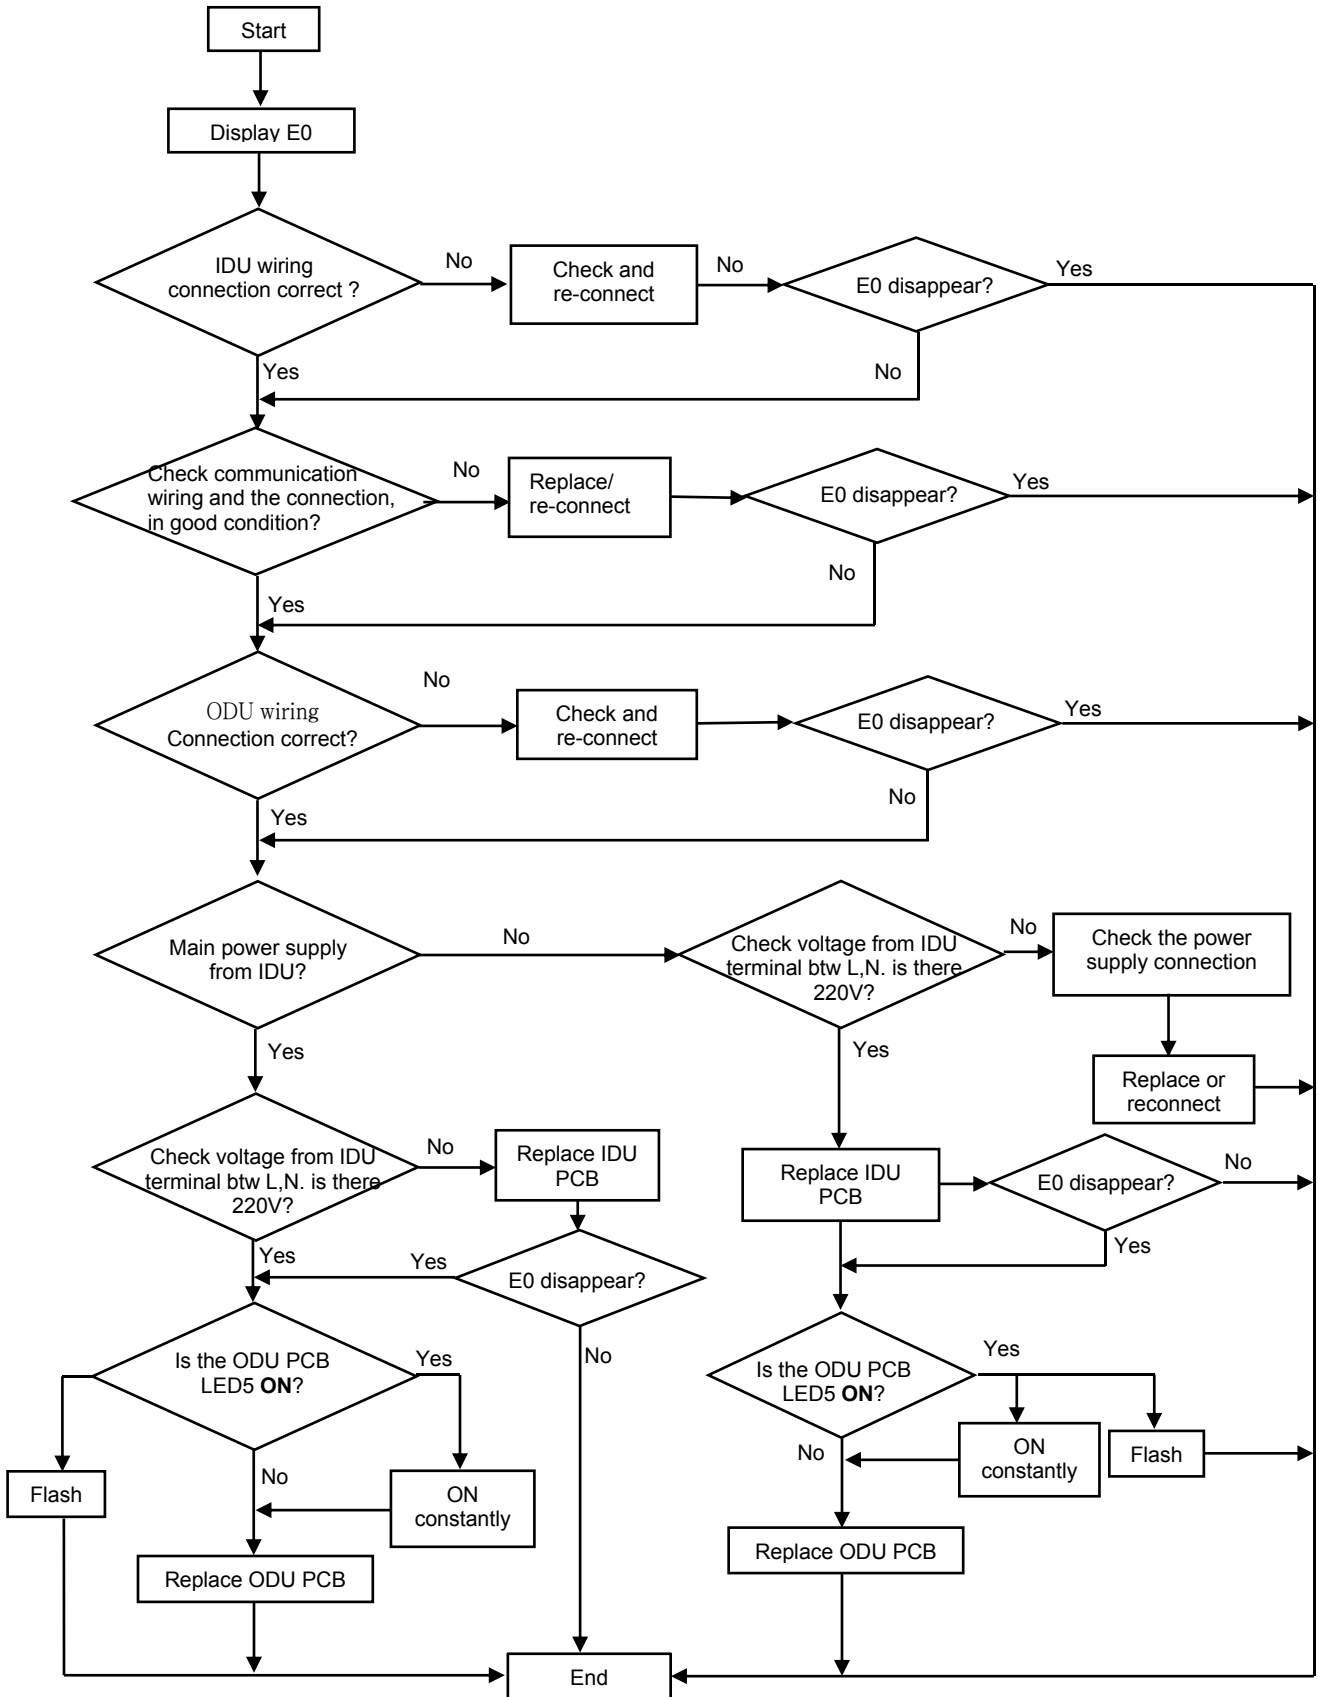 Start
Display E0
IDU wiring
connection correct ?
No
Check and
re-connect
No
E0 disappear?
Yes
Yes
No
Check communication
wiring and the connection,
in good condition?
No
Replace/
re-connect
E0 disappear?
Yes
No
Yes
ODU wiring
Connection correct?
No
Check and
re-connect
E0 disappear?
Yes
No
Yes
Main power supply
from IDU?
No
Check voltage from IDU
terminal btw L,N. is there
220V?
No
Check the power
supply connection
Yes
Yes
Replace or
reconnect
Check voltage from IDU
terminal btw L,N. is there
220V?
No
Replace IDU
PCB
Replace IDU
PCB
E0 disappear?
No
Yes
Yes
Yes
E0 disappear?
Is the ODU PCB
LED5 ON?
Yes
No
Is the ODU PCB
LED5 ON?
Yes
No
ON
constantly
Flash
Flash
No
ON
constantly
Replace ODU PCB
Replace ODU PCB
End